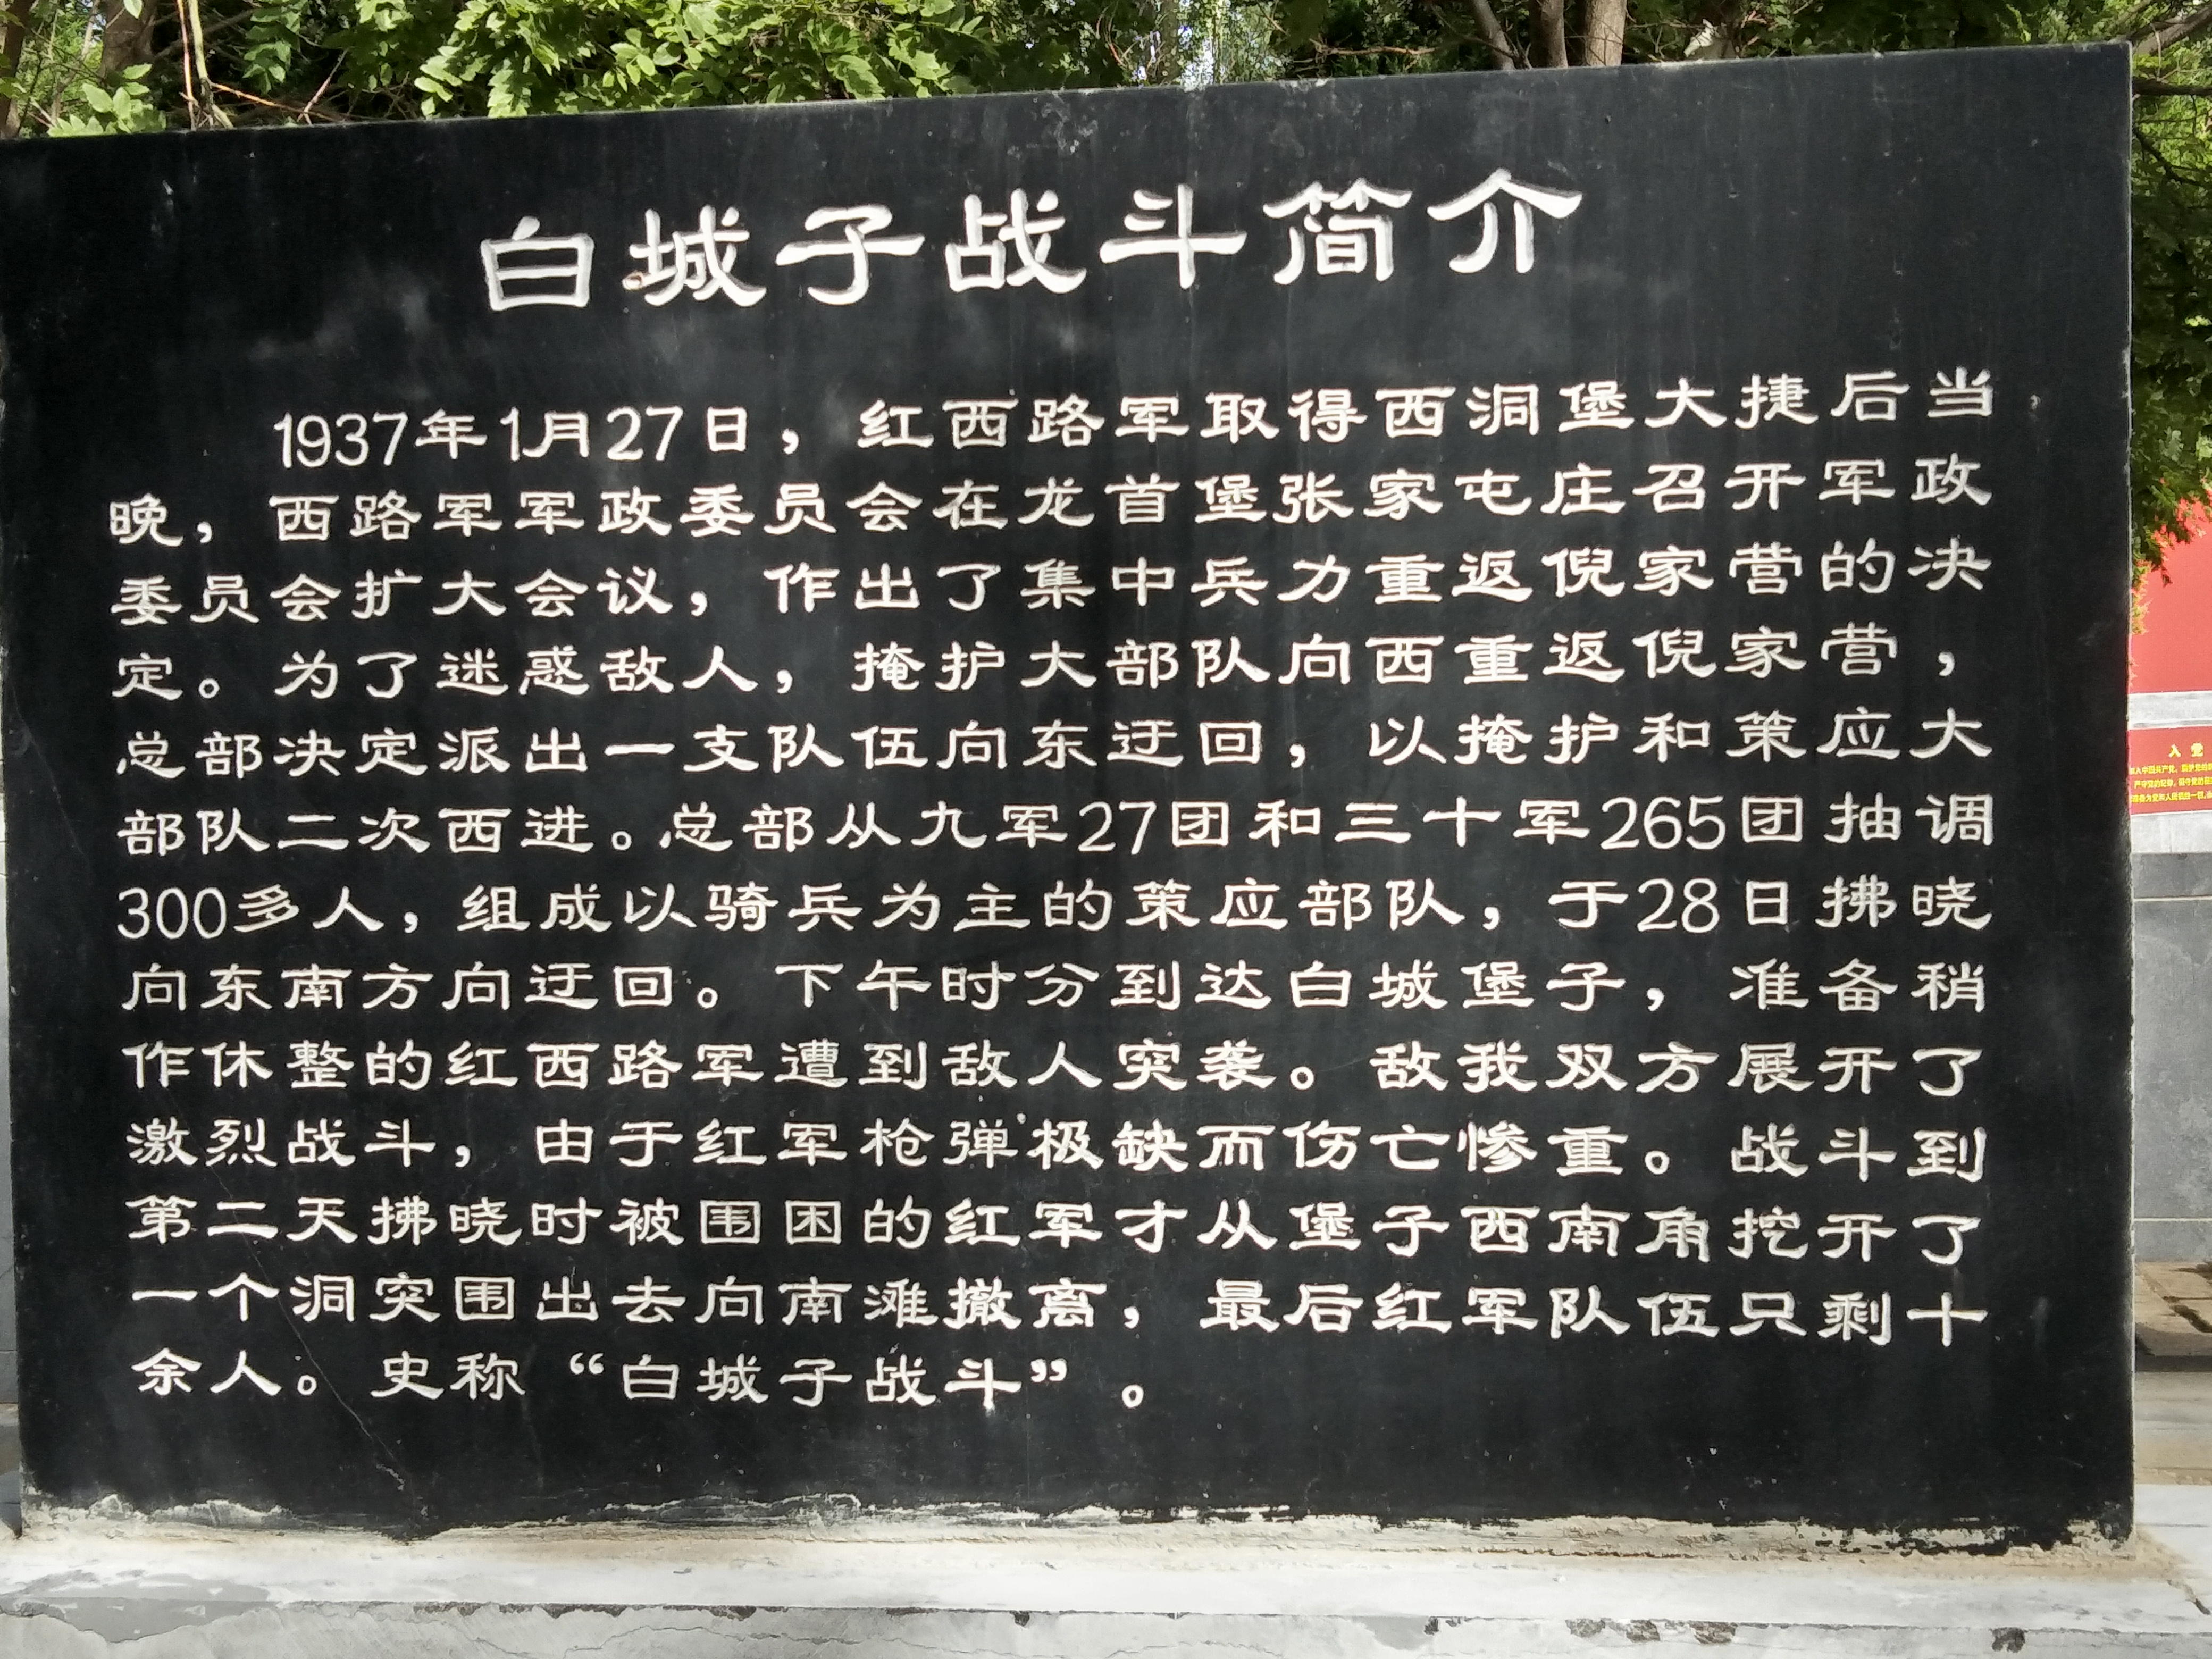 白城子战斗简介
1937年1月27日，红西路军取得西洞堡大捷后当
晚，西路军军政委员会在龙首堡张家屯庄召开军政
委员会扩大会议，作出了集中兵力重返倪家营的决
定。为了迷惑敌人，掩护大部队向西重返倪家营，
总部决定派出一支队伍向东迂回，以掩护和策应大
部队二次西进。总部从九军27团和三十军265团抽调
300多人，组成以骑兵为主的策应部队，于28日拂晓
向东南方向迂回。下午时分到达白城堡子，准备稍
作休整的红西路军遭到敌人突袭。敌我双方展开了
激烈战斗，由于红军枪弹极缺而伤亡惨重。战斗到
第二天拂晓时被围困的红军才从堡子西南角挖开了
一个洞突围出去向南滩撤离，最后红军队伍只剩十
余人。史称“白城子战斗”。
入党